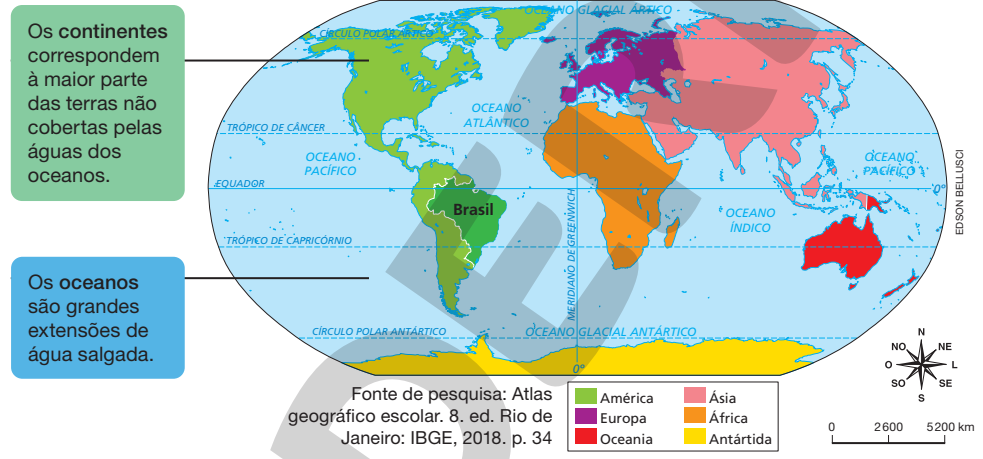 Os continentes
correspondem
à maior parte
das terras não
cobertas pelas
águas dos
oceanos.
Os oceanos
são grandes
extensões de
água salgada.
OCEANO GLACIAL ÁRTICO
CÍRCULO POLAR ÁRTICO
OCEANO
ATLÂNTICO
TRÓPICO DE CÂNCER
OCEANO
PACÍFICO
OCEANO
PACÍFICO
EQUADOR
0°
Brasil
OCEANO
ÍNDICO
MERIDIANO DE GREENWICH
TRÓPICO DE CAPRICÓRNIO
CÍRCULO POLAR ANTÁRTICO
OCEANO GLACIAL ANTÁRTICO
0°
EDSON BELLUSCI
N
NO
NE
O
L
SO
SE
S
Fonte de pesquisa: Atlas
geográfico escolar. 8. ed. Rio de
Janeiro: IBGE, 2018. p. 34
América
Europa
Oceania
Ásia
África
Antártida
0 2600 5200 km